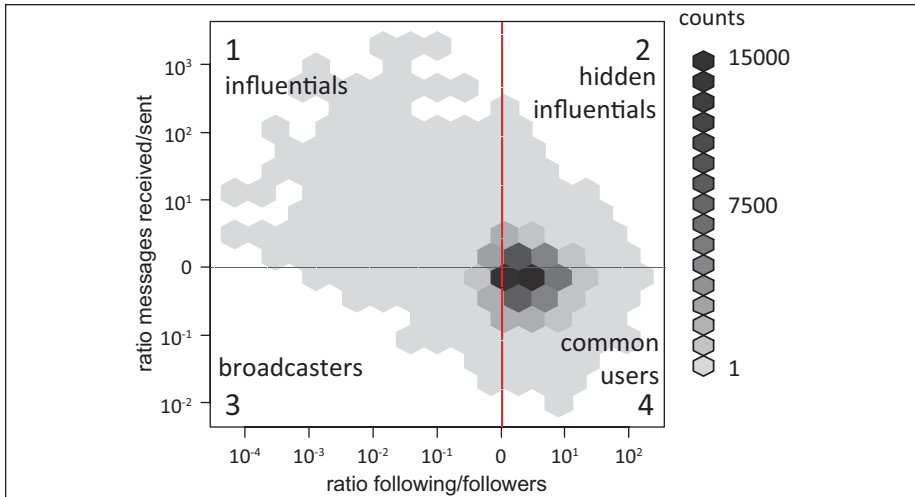 counts
1
influentials
2
hidden
influentials
15000
7500
1
10³
10²
10¹
0
10⁻¹
10⁻²
ratio messages received/sent
broadcasters
3
common
users
4
10⁻⁴
10⁻³
10⁻²
10⁻¹
0
10¹
10²
ratio following/followers